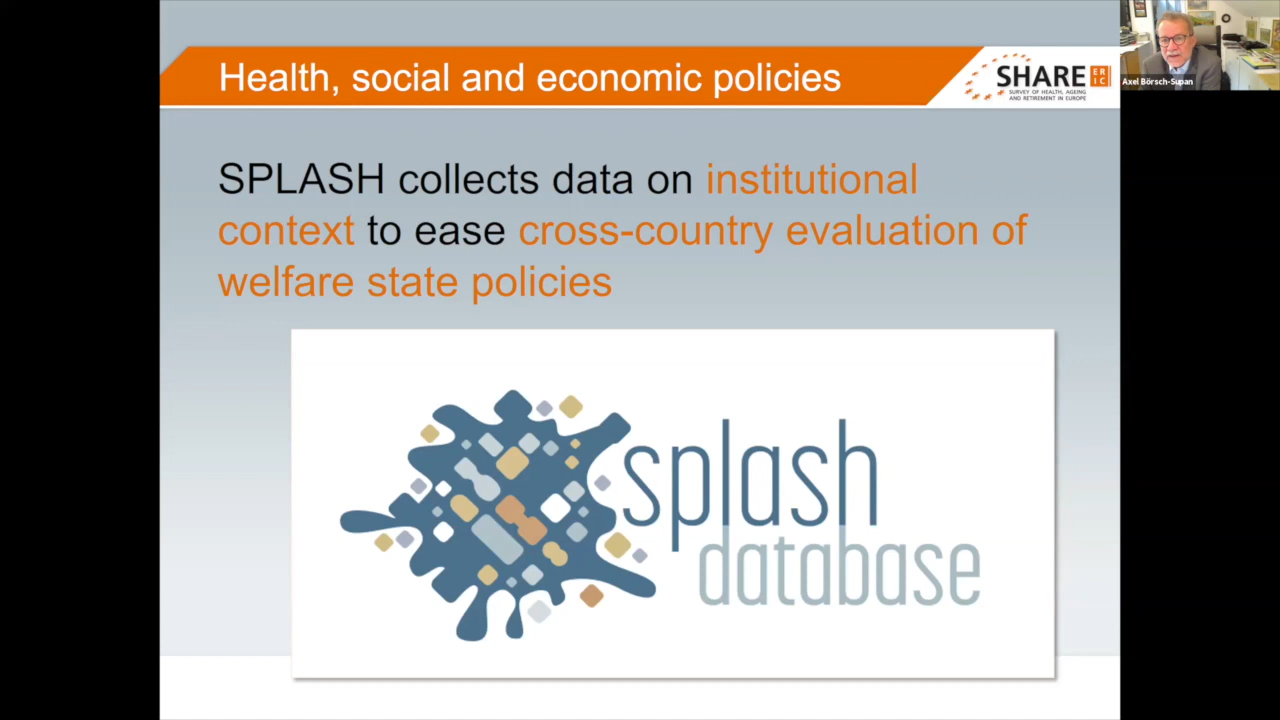 Health, social and economic policies
SHARE
ERIC
SURVEY OF HEALTH, AGEING
AND RETIREMENT IN EUROPE
Axel Börsch-Supan
SPLASH collects data on institutional
context to ease cross-country evaluation of
welfare state policies
splash
database